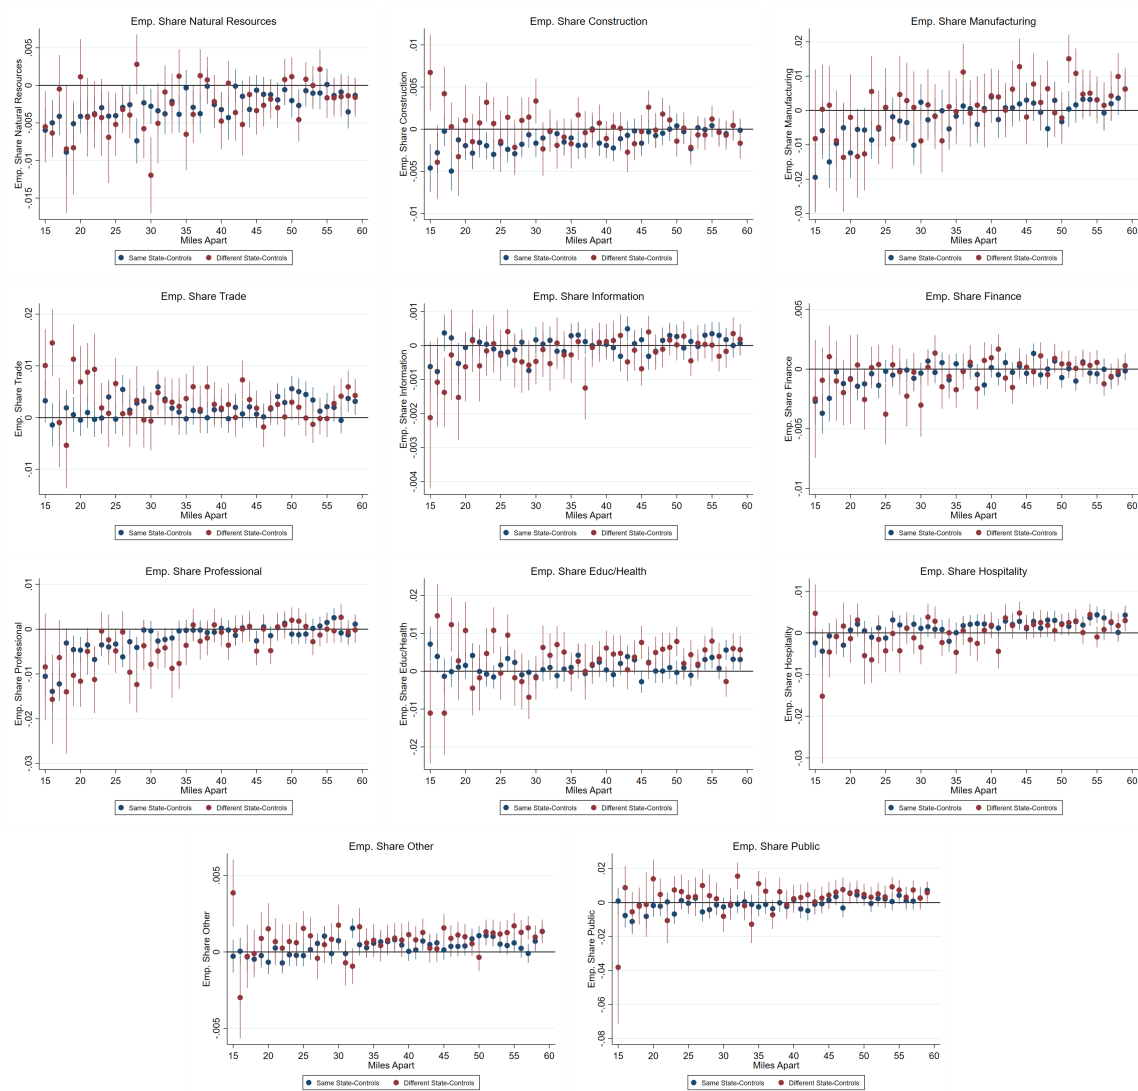 Emp. Share Natural Resources
Emp. Share Natural Resources
.005
0
-.005
-.01
-.015
15 20 25 30 35 40 45 50 55 60
Miles Apart
Same State-Controls Different State-Controls
Emp. Share Construction
Emp. Share Construction
.01
.005
0
-.005
-.01
15 20 25 30 35 40 45 50 55 60
Miles Apart
Same State-Controls Different State-Controls
Emp. Share Manufacturing
Emp. Share Manufacturing
.02
.01
0
-.01
-.02
-.03
15 20 25 30 35 40 45 50 55 60
Miles Apart
Same State-Controls Different State-Controls
Emp. Share Trade
Emp. Share Trade
.02
.01
0
-.01
15 20 25 30 35 40 45 50 55 60
Miles Apart
Same State-Controls Different State-Controls
Emp. Share Information
Emp. Share Information
.001
0
-.001
-.002
-.003
-.004
15 20 25 30 35 40 45 50 55 60
Miles Apart
Same State-Controls Different State-Controls
Emp. Share Finance
Emp. Share Finance
.005
0
-.005
-.01
15 20 25 30 35 40 45 50 55 60
Miles Apart
Same State-Controls Different State-Controls
Emp. Share Professional
Emp. Share Professional
.01
0
-.01
-.02
-.03
15 20 25 30 35 40 45 50 55 60
Miles Apart
Same State-Controls Different State-Controls
Emp. Share Educ/Health
Emp. Share Educ/Health
.02
.01
0
-.01
-.02
15 20 25 30 35 40 45 50 55 60
Miles Apart
Same State-Controls Different State-Controls
Emp. Share Hospitality
Emp. Share Hospitality
.01
0
-.01
-.02
-.03
15 20 25 30 35 40 45 50 55 60
Miles Apart
Same State-Controls Different State-Controls
Emp. Share Other
Emp. Share Other
.005
0
-.005
15 20 25 30 35 40 45 50 55 60
Miles Apart
Same State-Controls Different State-Controls
Emp. Share Public
Emp. Share Public
.02
0
-.02
-.04
-.06
-.08
15 20 25 30 35 40 45 50 55 60
Miles Apart
Same State-Controls Different State-Controls